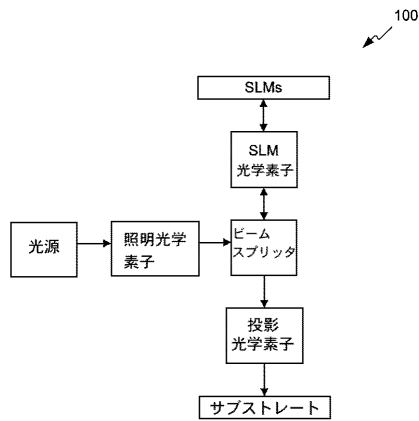 100
SLMs
SLM
光学素子
光源
照明光学
素子
ビーム
スプリッタ
投影
光学素子
サブストレート